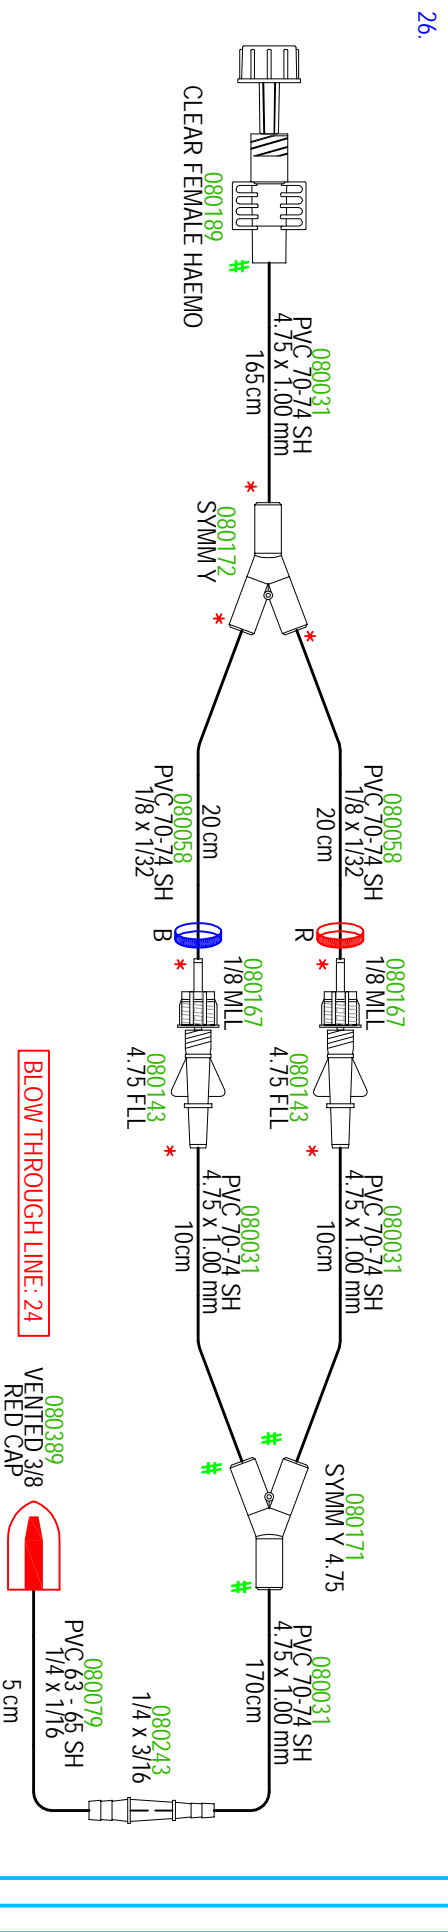 26.
080189
CLEAR FEMALE HAEMO
#
080031
PVC 70-74 SH
4.75 x 1.00 mm
165cm
*
080172
SYMM Y
*
*
080058
PVC 70-74 SH
1/8 x 1/32
20 cm
20 cm
080058
PVC 70-74 SH
1/8 x 1/32
R
B
*
*
080167
1/8 MLL
080167
1/8 MLL
080143
4.75 FLL
080143
4.75 FLL
*
*
080031
PVC 70-74 SH
4.75 x 1.00 mm
10cm
080031
PVC 70-74 SH
4.75 x 1.00 mm
10cm
#
#
080171
SYMM Y 4.75
#
080031
PVC 70-74 SH
4.75 x 1.00 mm
170cm
080243
1/4 x 3/16
080079
PVC 63 - 65 SH
1/4 x 1/16
5 cm
080389
VENTED 3/8
RED CAP
BLOW THROUGH LINE: 24